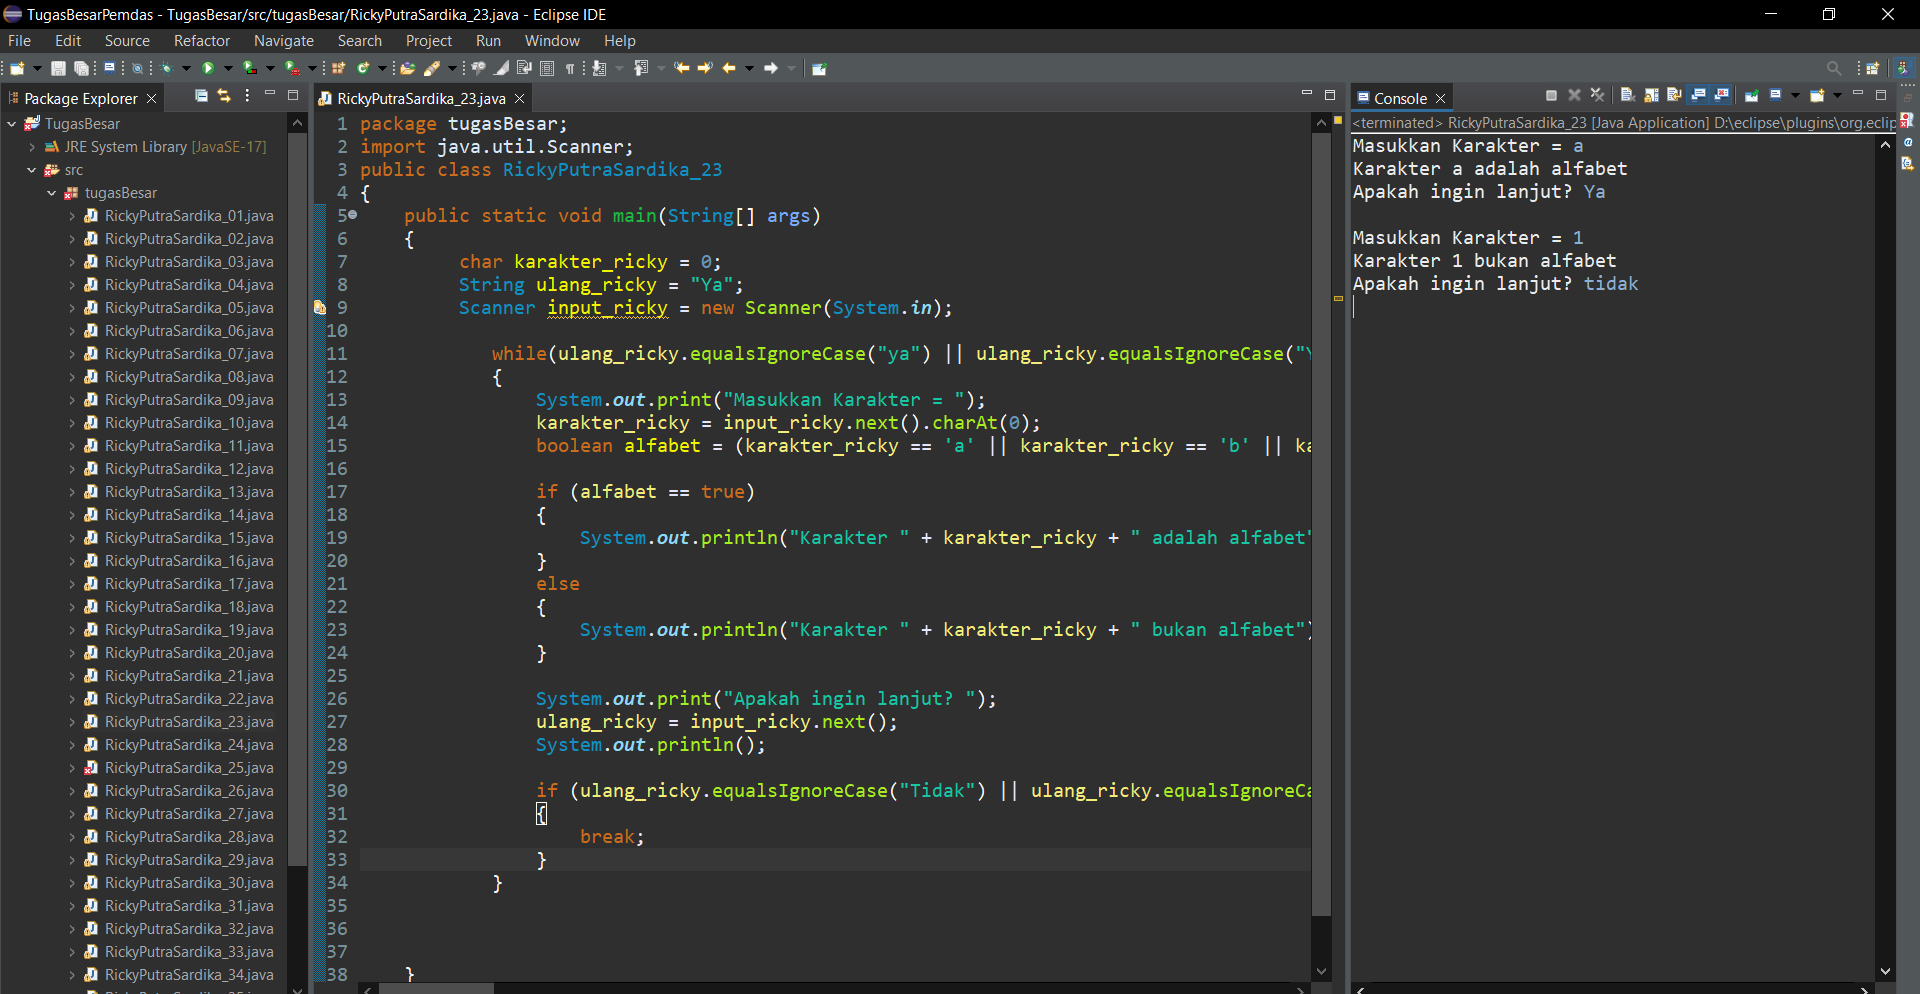 TugasBesarPemdas - TugasBesar/src/tugasBesar/RickyPutraSardika_23.java - Eclipse IDE
File Edit Source Refactor Navigate Search Project Run Window Help
Package Explorer
TugasBesar
JRE System Library [JavaSE-17]
src
tugasBesar
RickyPutraSardika_01.java
RickyPutraSardika_02.java
RickyPutraSardika_03.java
RickyPutraSardika_04.java
RickyPutraSardika_05.java
RickyPutraSardika_06.java
RickyPutraSardika_07.java
RickyPutraSardika_08.java
RickyPutraSardika_09.java
RickyPutraSardika_10.java
RickyPutraSardika_11.java
RickyPutraSardika_12.java
RickyPutraSardika_13.java
RickyPutraSardika_14.java
RickyPutraSardika_15.java
RickyPutraSardika_16.java
RickyPutraSardika_17.java
RickyPutraSardika_18.java
RickyPutraSardika_19.java
RickyPutraSardika_20.java
RickyPutraSardika_21.java
RickyPutraSardika_22.java
RickyPutraSardika_23.java
RickyPutraSardika_24.java
RickyPutraSardika_25.java
RickyPutraSardika_26.java
RickyPutraSardika_27.java
RickyPutraSardika_28.java
RickyPutraSardika_29.java
RickyPutraSardika_30.java
RickyPutraSardika_31.java
RickyPutraSardika_32.java
RickyPutraSardika_33.java
RickyPutraSardika_34.java
RickyPutraSardika_23.java
1 package tugasBesar;
2 import java.util.Scanner;
3 public class RickyPutraSardika_23
4 {
5 public static void main(String[] args)
6 {
7 char karakter_ricky = 0;
8 String ulang_ricky = "Ya";
9 Scanner input_ricky = new Scanner(System.in);
10
11 while(ulang_ricky.equalsIgnoreCase("ya") || ulang_ricky.equalsIgnoreCase("Y
12 {
13 System.out.print("Masukkan Karakter = ");
14 karakter_ricky = input_ricky.next().charAt(0);
15 boolean alfabet = (karakter_ricky == 'a' || karakter_ricky == 'b' || ka
16
17 if (alfabet == true)
18 {
19 System.out.println("Karakter " + karakter_ricky + " adalah alfabet"
20 }
21 else
22 {
23 System.out.println("Karakter " + karakter_ricky + " bukan alfabet")
24 }
25
26 System.out.print("Apakah ingin lanjut? ");
27 ulang_ricky = input_ricky.next();
28 System.out.println();
29
30 if (ulang_ricky.equalsIgnoreCase("Tidak") || ulang_ricky.equalsIgnoreCa
31 {
32 break;
33 }
34 }
35
36
37
38 }
Console
<terminated> RickyPutraSardika_23 [Java Application] D:\eclipse\plugins\org.eclip
Masukkan Karakter = a
Karakter a adalah alfabet
Apakah ingin lanjut? Ya
Masukkan Karakter = 1
Karakter 1 bukan alfabet
Apakah ingin lanjut? tidak